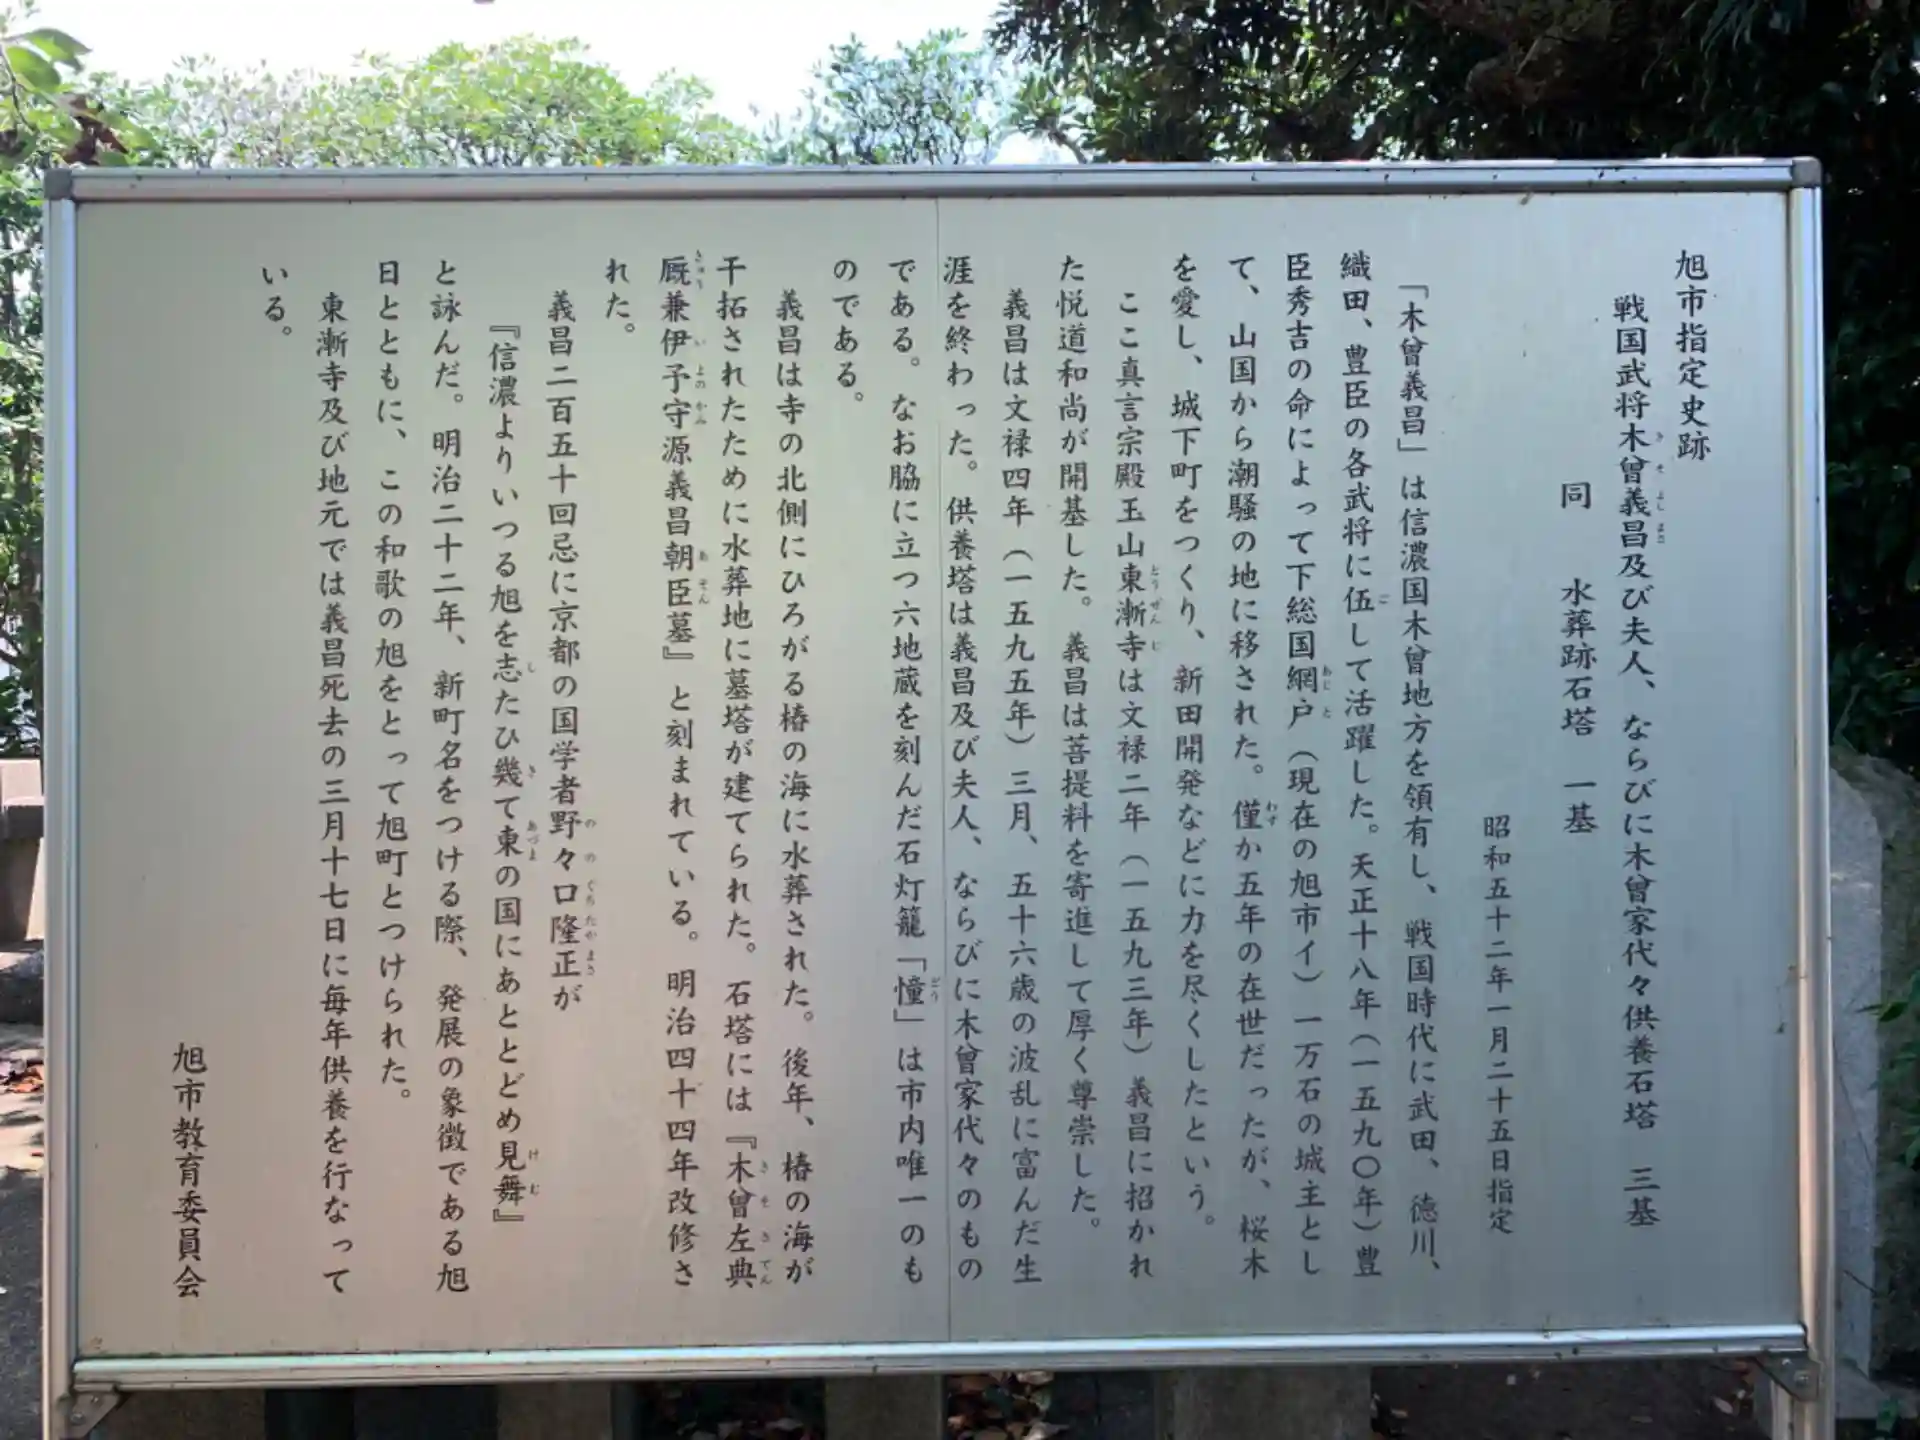 旭市指定史跡
戦国武将木曾義昌及び夫人、ならびに木曾家代々供養石塔　三基
同　水葬跡石塔　一基
昭和五十二年一月二十五日指定
「木曾義昌」は信濃国木曾地方を領有し、戦国時代に武田、徳川、
織田、豊臣の各武将に伍して活躍した。天正十八年（一五九〇年）豊
臣秀吉の命によって下総国網戸（現在の旭市イ）一万石の城主とし
て、山国から潮騒の地に移された。僅か五年の在世だったが、桜木
を愛し、城下町をつくり、新田開発などに力を尽くしたという。
ここ真言宗殿玉山東漸寺は文禄二年（一五九三年）義昌に招かれ
た悦道和尚が開基した。義昌は菩提料を寄進して厚く尊崇した。
義昌は文禄四年（一五九五年）三月、五十六歳の波乱に富んだ生
涯を終わった。供養塔は義昌及び夫人、ならびに木曾家代々のもの
である。なお脇に立つ六地蔵を刻んだ石灯籠「憧」は市内唯一のも
のである。
義昌は寺の北側にひろがる椿の海に水葬された。後年、椿の海が
干拓されたために水葬地に墓塔が建てられた。石塔には『木曾左典
厩兼伊予守源義昌朝臣墓』と刻まれている。明治四十四年改修さ
れた。
義昌二百五十回忌に京都の国学者野々口隆正が
『信濃よりいつる旭を志たひ幾て東の国にあととどめ見舞』
と詠んだ。明治二十二年、新町名をつける際、発展の象徴である旭
日とともに、この和歌の旭をとって旭町とつけられた。
東漸寺及び地元では義昌死去の三月十七日に毎年供養を行なって
いる。
旭市教育委員会